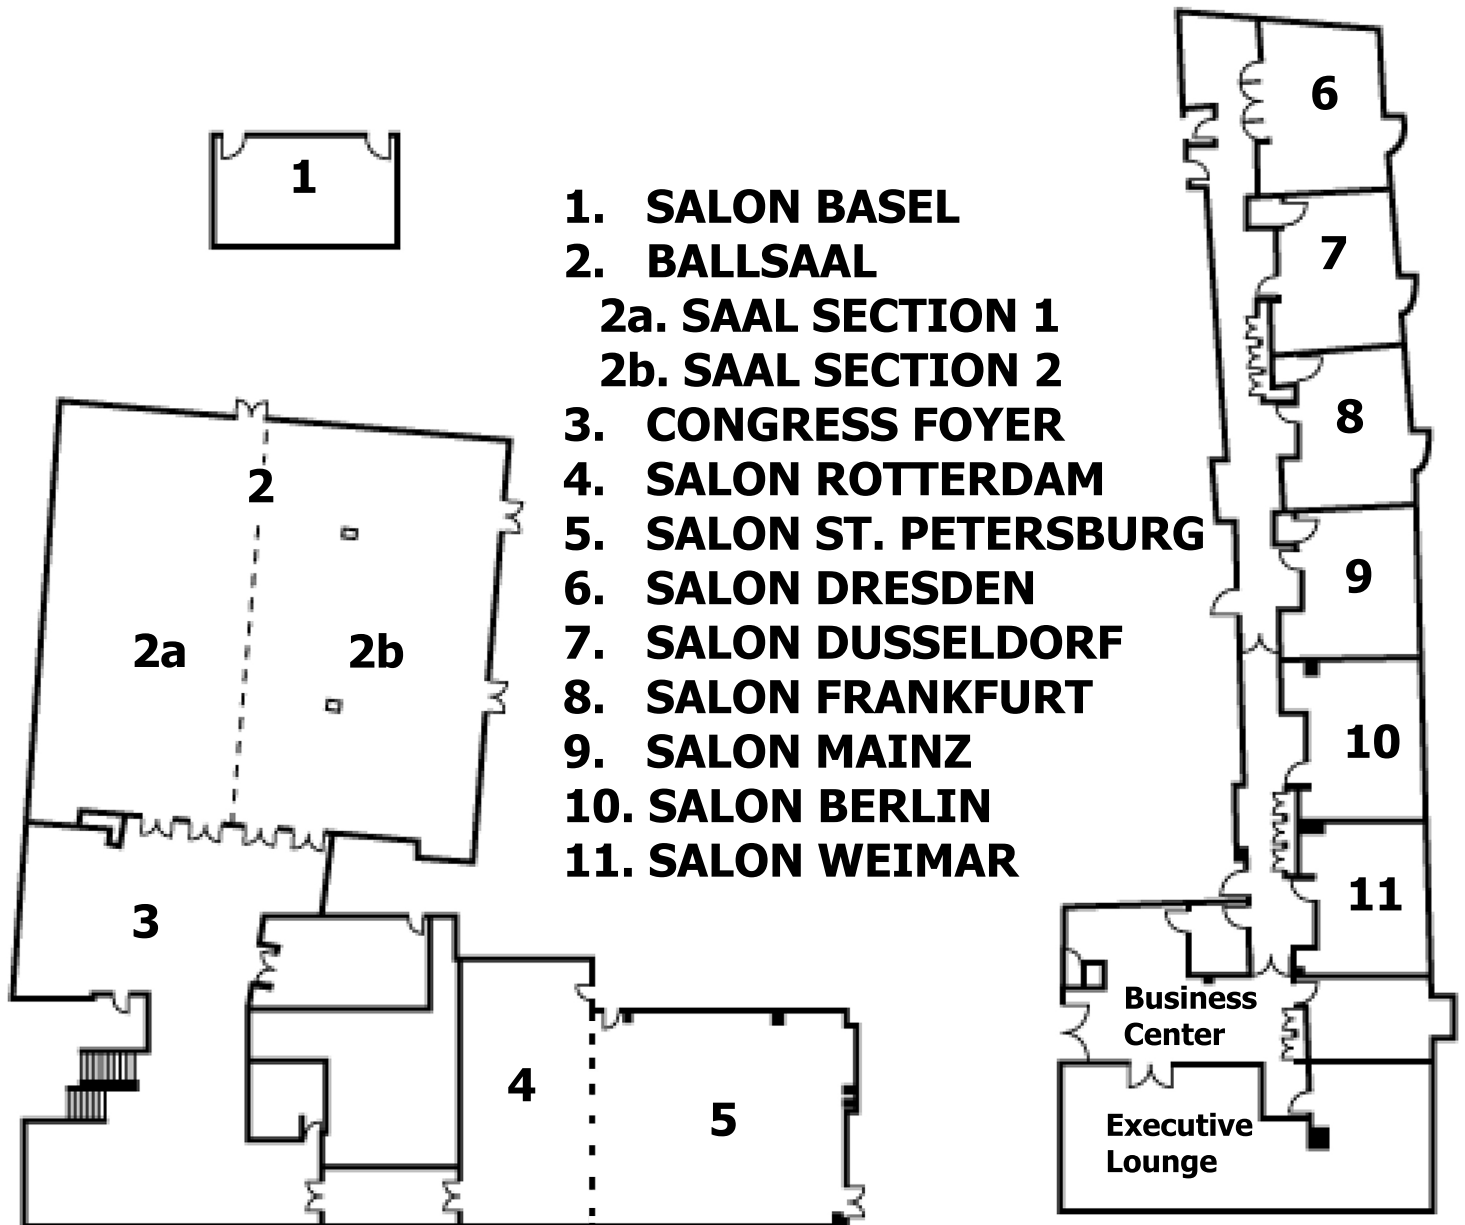 6
1
1. SALON BASEL
2. BALLSAAL
2a. SAAL SECTION 1
2b. SAAL SECTION 2
3. CONGRESS FOYER
4. SALON ROTTERDAM
5. SALON ST. PETERSBURG
6. SALON DRESDEN
7. SALON DUSSELDORF
8. SALON FRANKFURT
9. SALON MAINZ
10. SALON BERLIN
11. SALON WEIMAR
7
8
2
9
2a
2b
10
11
3
Business
Center
4
5
Executive
Lounge